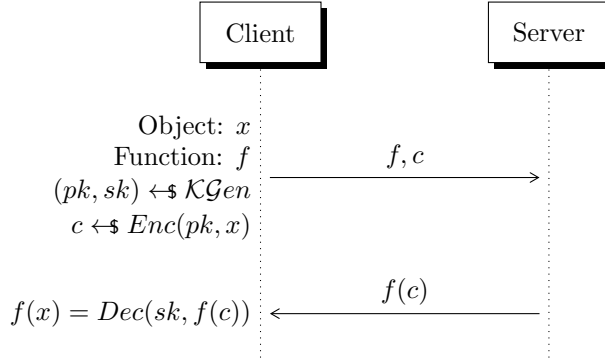 Client
Server
Object: x
Function: f
(pk, sk) ←$ KGen
c ←$ Enc(pk, x)
f, c
f(c)
f(x) = Dec(sk, f(c))